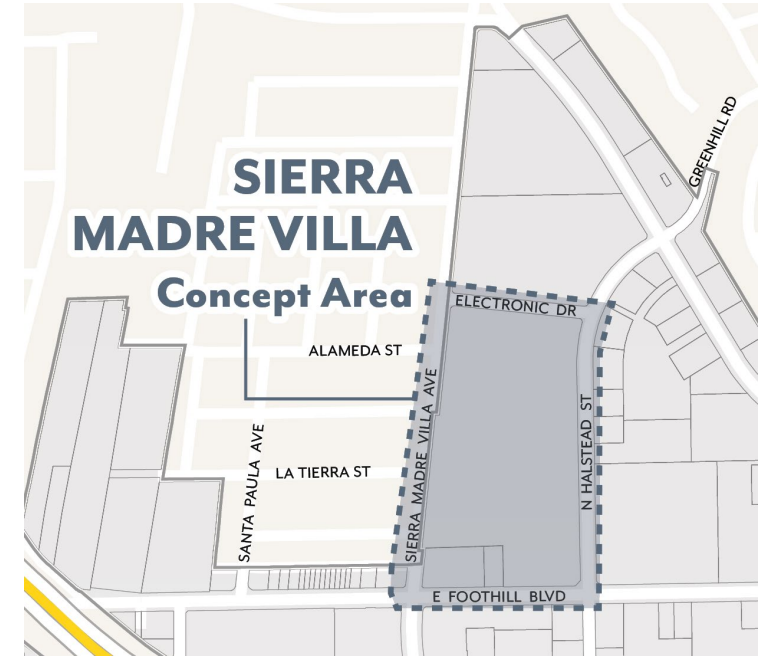 GREENHILL RD
SIERRA
MADRE VILLA
Concept Area
ELECTRONIC DR
ALAMEDA ST
SIERRA MADRE VILLA AVE
N HALSTEAD ST
SANTA PAULA AVE
LA TIERRA ST
E FOOTHILL BLVD